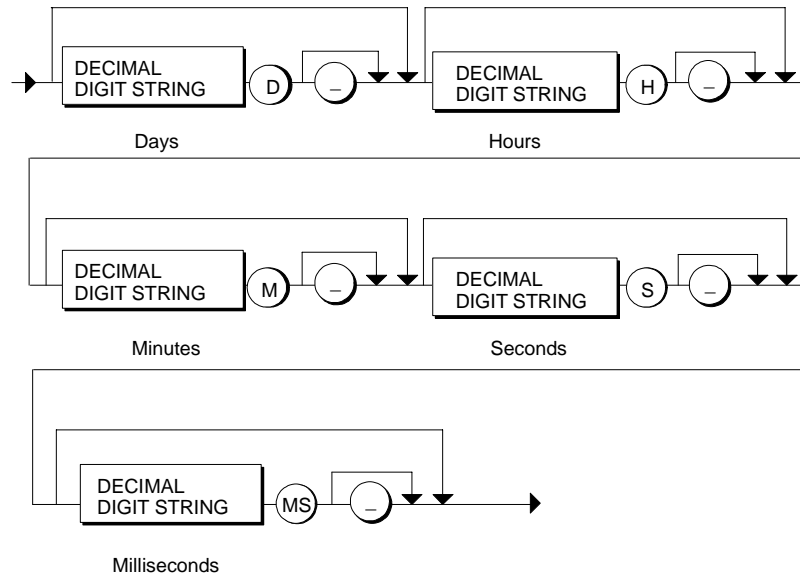 DECIMAL
DIGIT STRING
D
_
DECIMAL
DIGIT STRING
H
_
Days
Hours
DECIMAL
DIGIT STRING
M
_
DECIMAL
DIGIT STRING
S
_
Minutes
Seconds
DECIMAL
DIGIT STRING
MS
_
Milliseconds